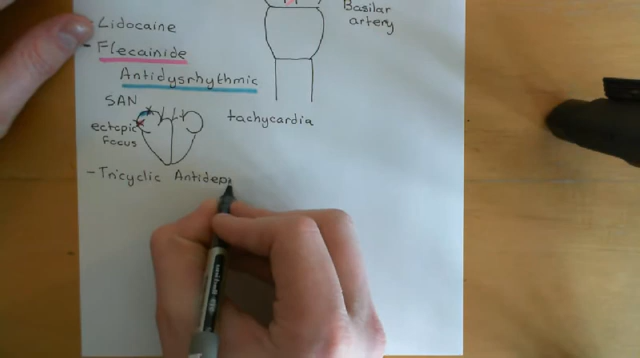 Basilar
artery
- Lidocaine
- Flecainide
Antidysrhythmic
SAN
ectopic
focus
tachycardia
- Tricyclic Antidep